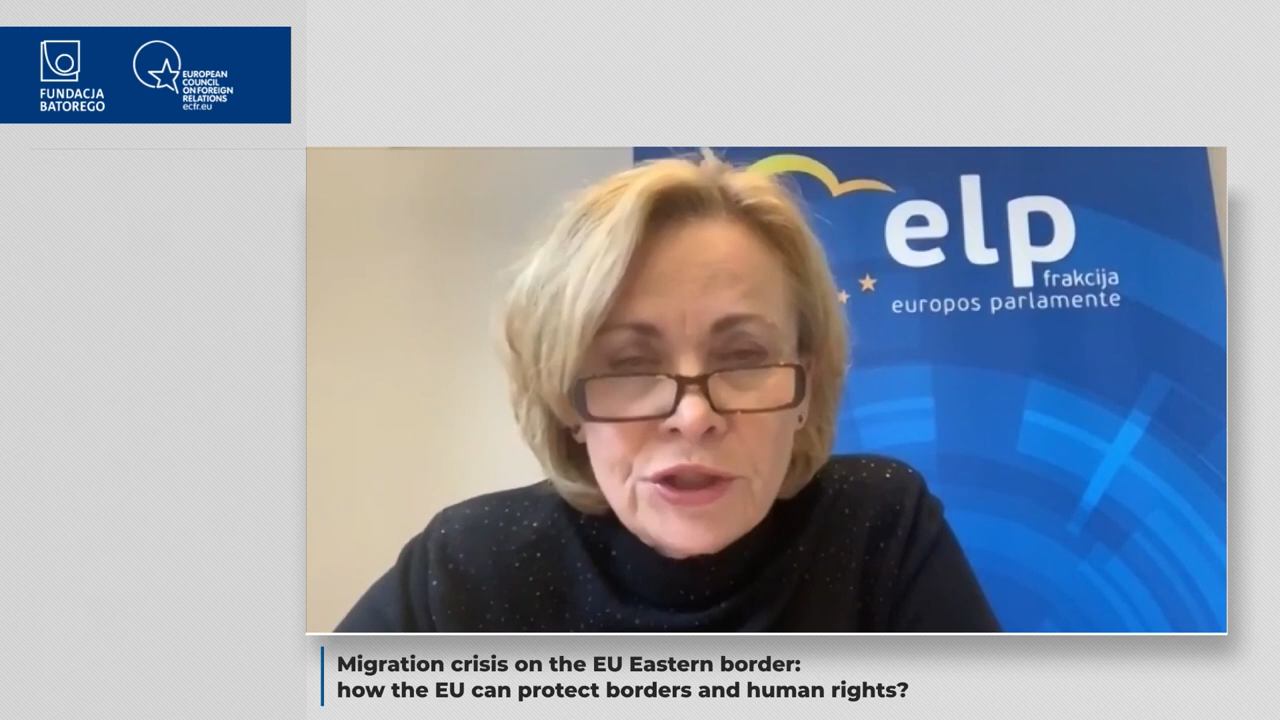 FUNDACJA
BATOREGO
EUROPEAN
COUNCIL
ON FOREIGN
RELATIONS
ecfr.eu
elp
frakcija
europos parlamente
Migration crisis on the EU Eastern border:
how the EU can protect borders and human rights?